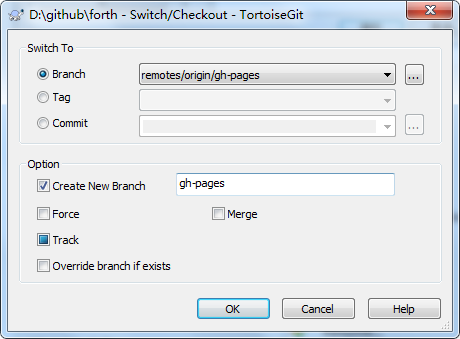 D:\github\forth - Switch/Checkout - TortoiseGit
Switch To
Branch
remotes/origin/gh-pages
...
Tag
Commit
...
Option
Create New Branch
gh-pages
Force
Merge
Track
Override branch if exists
OK
Cancel
Help